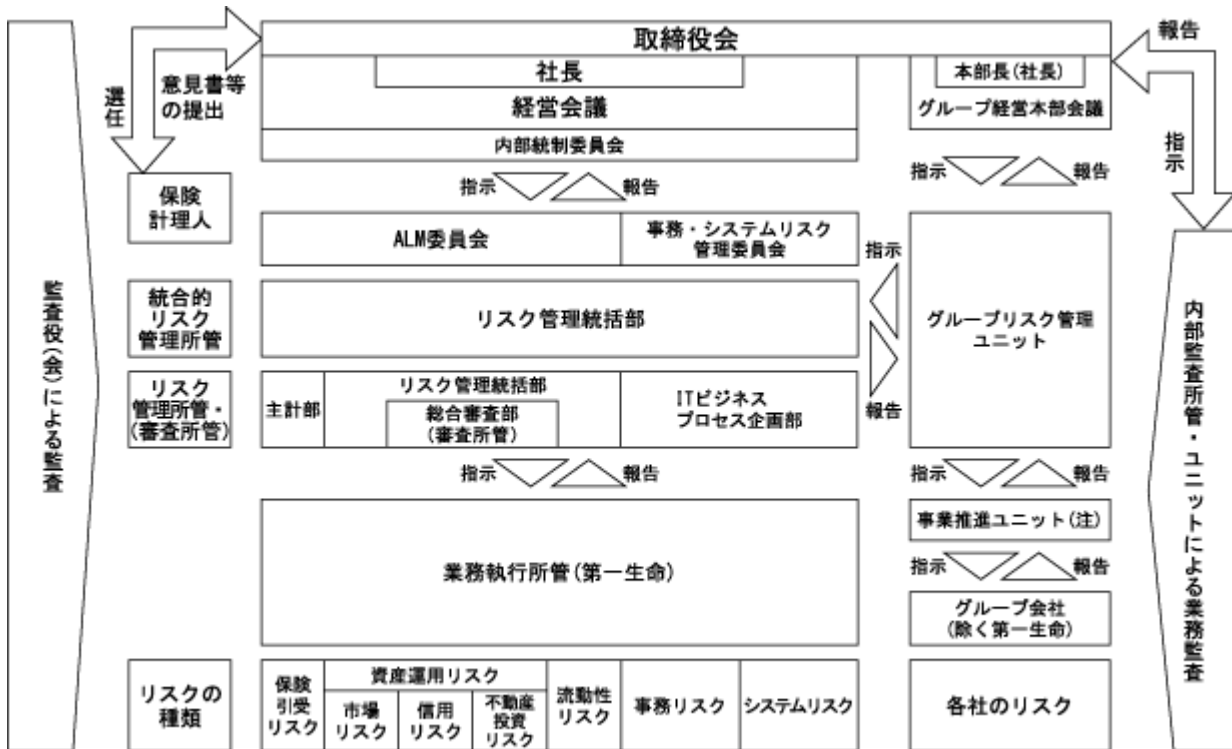 取締役会
社長
経営会議
内部統制委員会
本部長(社長)
グループ経営本部会議
選任
意見書等
の提出
報告
指示
指示
報告
指示
報告
保険
計理人
ALM委員会
事務・システムリスク
管理委員会
指示
報告
グループリスク管理
ユニット
統合的
リスク
管理所管
リスク管理統括部
リスク
管理所管・
(審査所管)
主計部
リスク管理統括部
総合審査部
(審査所管)
ITビジネス
プロセス企画部
指示
報告
指示
報告
業務執行所管(第一生命)
事業推進ユニット(注)
指示
報告
グループ会社
(除く第一生命)
リスクの
種類
保険
引受
リスク
資産運用リスク
市場
リスク
信用
リスク
不動産
投資
リスク
流動性
リスク
事務リスク
システムリスク
各社のリスク
監査役(会)による監査
内部監査所管・ユニットによる業務監査